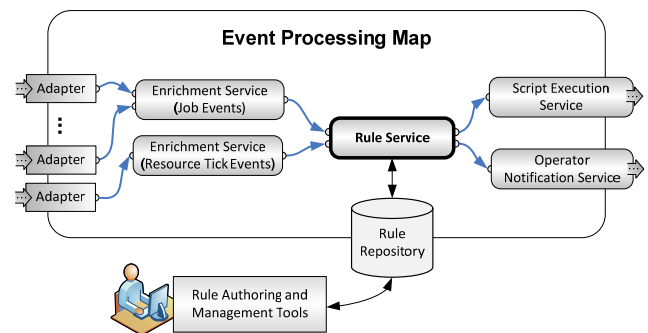 Event Processing Map
Adapter
Enrichment Service
(Job Events)
Script Execution
Service
Adapter
Enrichment Service
(Resource Tick Events)
Rule Service
Operator
Notification Service
Adapter
Rule
Repository
Rule Authoring and
Management Tools